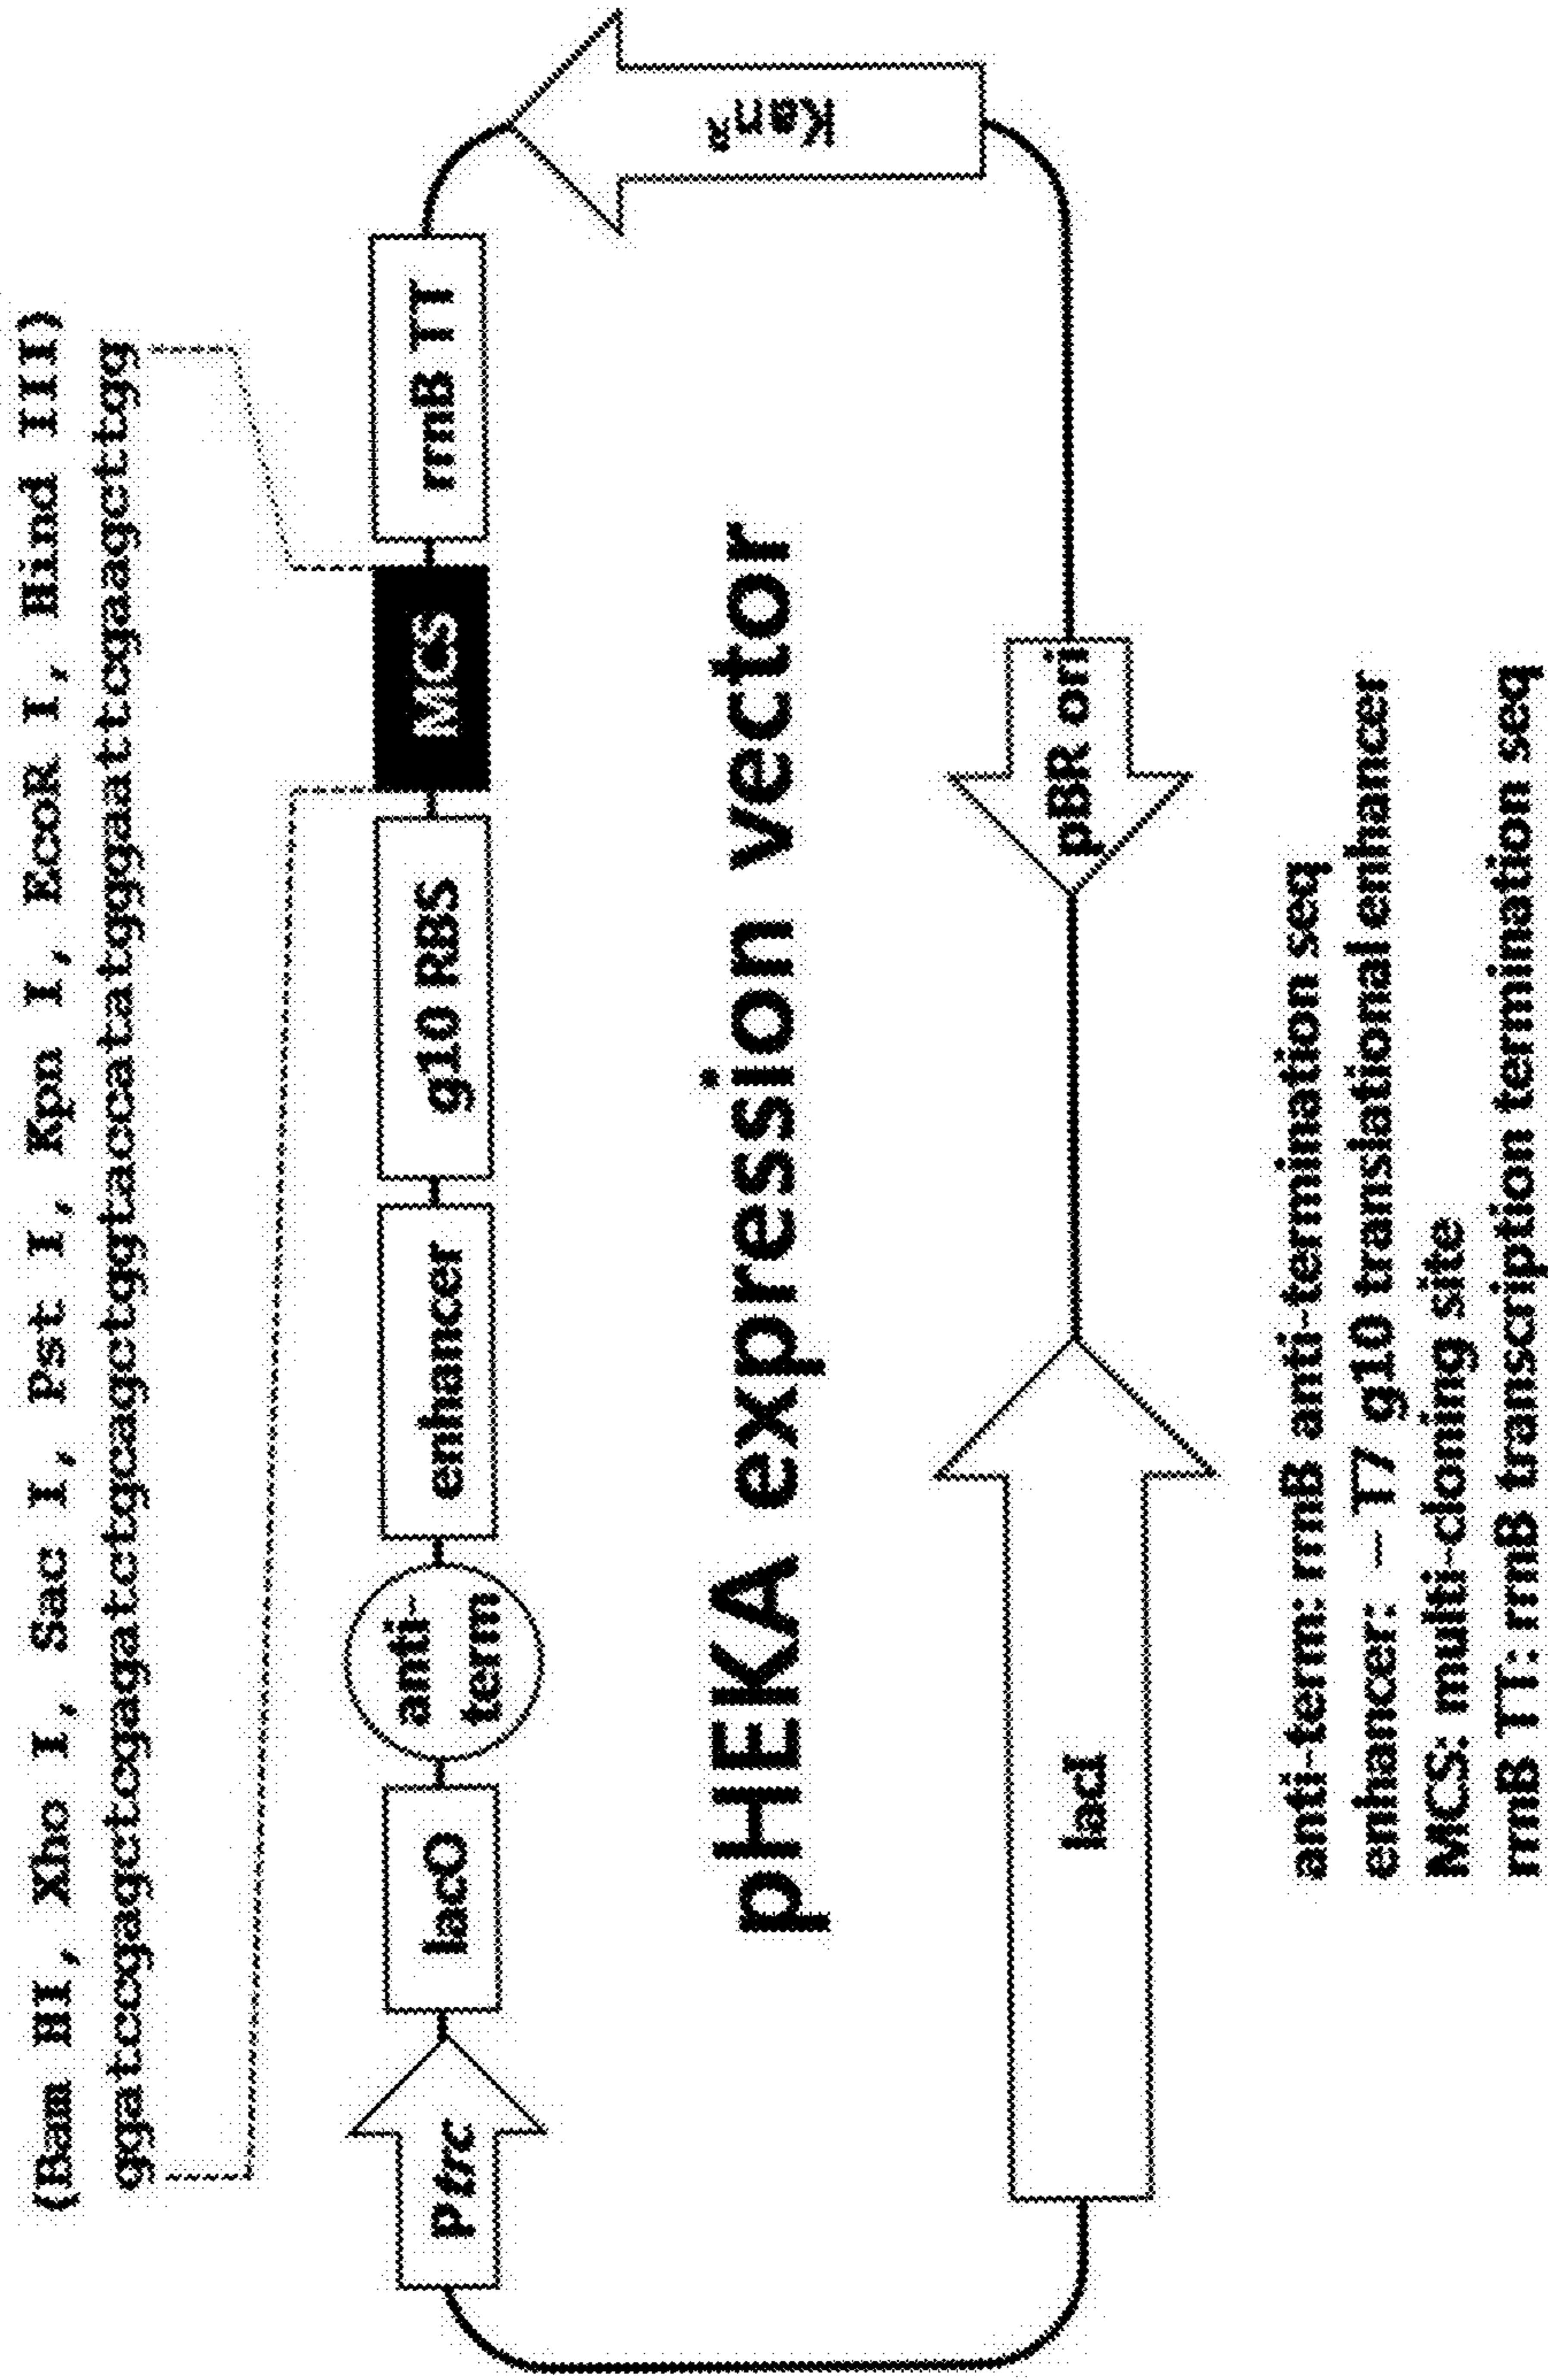 (Bam HI, Xho I, Sac I, Pst I, Kpn I, EcoR I, Hind III)
ggatccgagctcgagatctgcagctggtaccatatgggaattcgaagcttgg
Ptrc
lacO
anti-
term
enhancer
g10 RBS
MCS
rrnB TT
Kanᴿ
pHEKA expression vector
lacI
pBR ori
anti-term: rrnB anti-termination seq
enhancer: – T7 g10 translational enhancer
MCS: multi-cloning site
rrnB TT: rrnB transcription termination seq